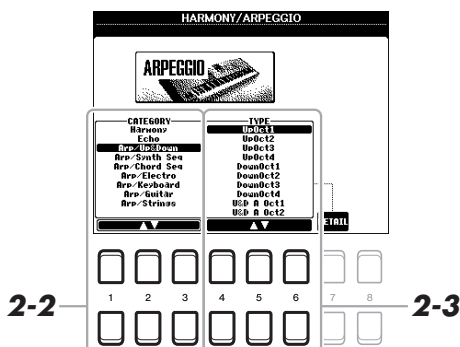 HARMONY/ARPEGGIO
ARPEGGIO
CATEGORY
Harmony
Echo
Arp/Up&Down
Arp/Synth Seq
Arp/Chord Seq
Arp/Electro
Arp/Keyboard
Arp/Guitar
Arp/Strings
TYPE
UpOct1
UpOct2
UpOct3
UpOct4
DownOct1
DownOct2
DownOct3
DownOct4
U&D A Oct1
U&D A Oct2
ETAIL
2-2
1 2 3 4 5 6 7 8
2-3